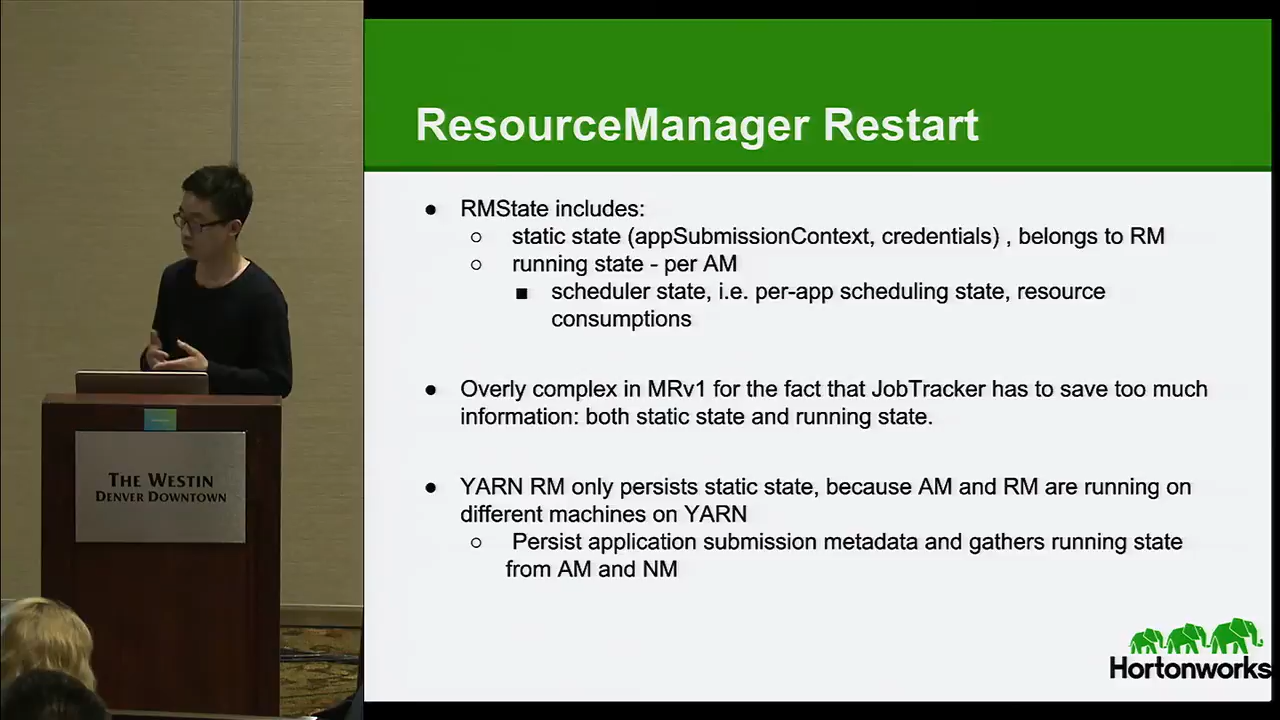 ResourceManager Restart
● RMState includes:
○ static state (appSubmissionContext, credentials) , belongs to RM
○ running state - per AM
■ scheduler state, i.e. per-app scheduling state, resource
consumptions
● Overly complex in MRv1 for the fact that JobTracker has to save too much
information: both static state and running state.
● YARN RM only persists static state, because AM and RM are running on
different machines on YARN
○ Persist application submission metadata and gathers running state
from AM and NM
Hortonworks
THE WESTIN
DENVER DOWNTOWN